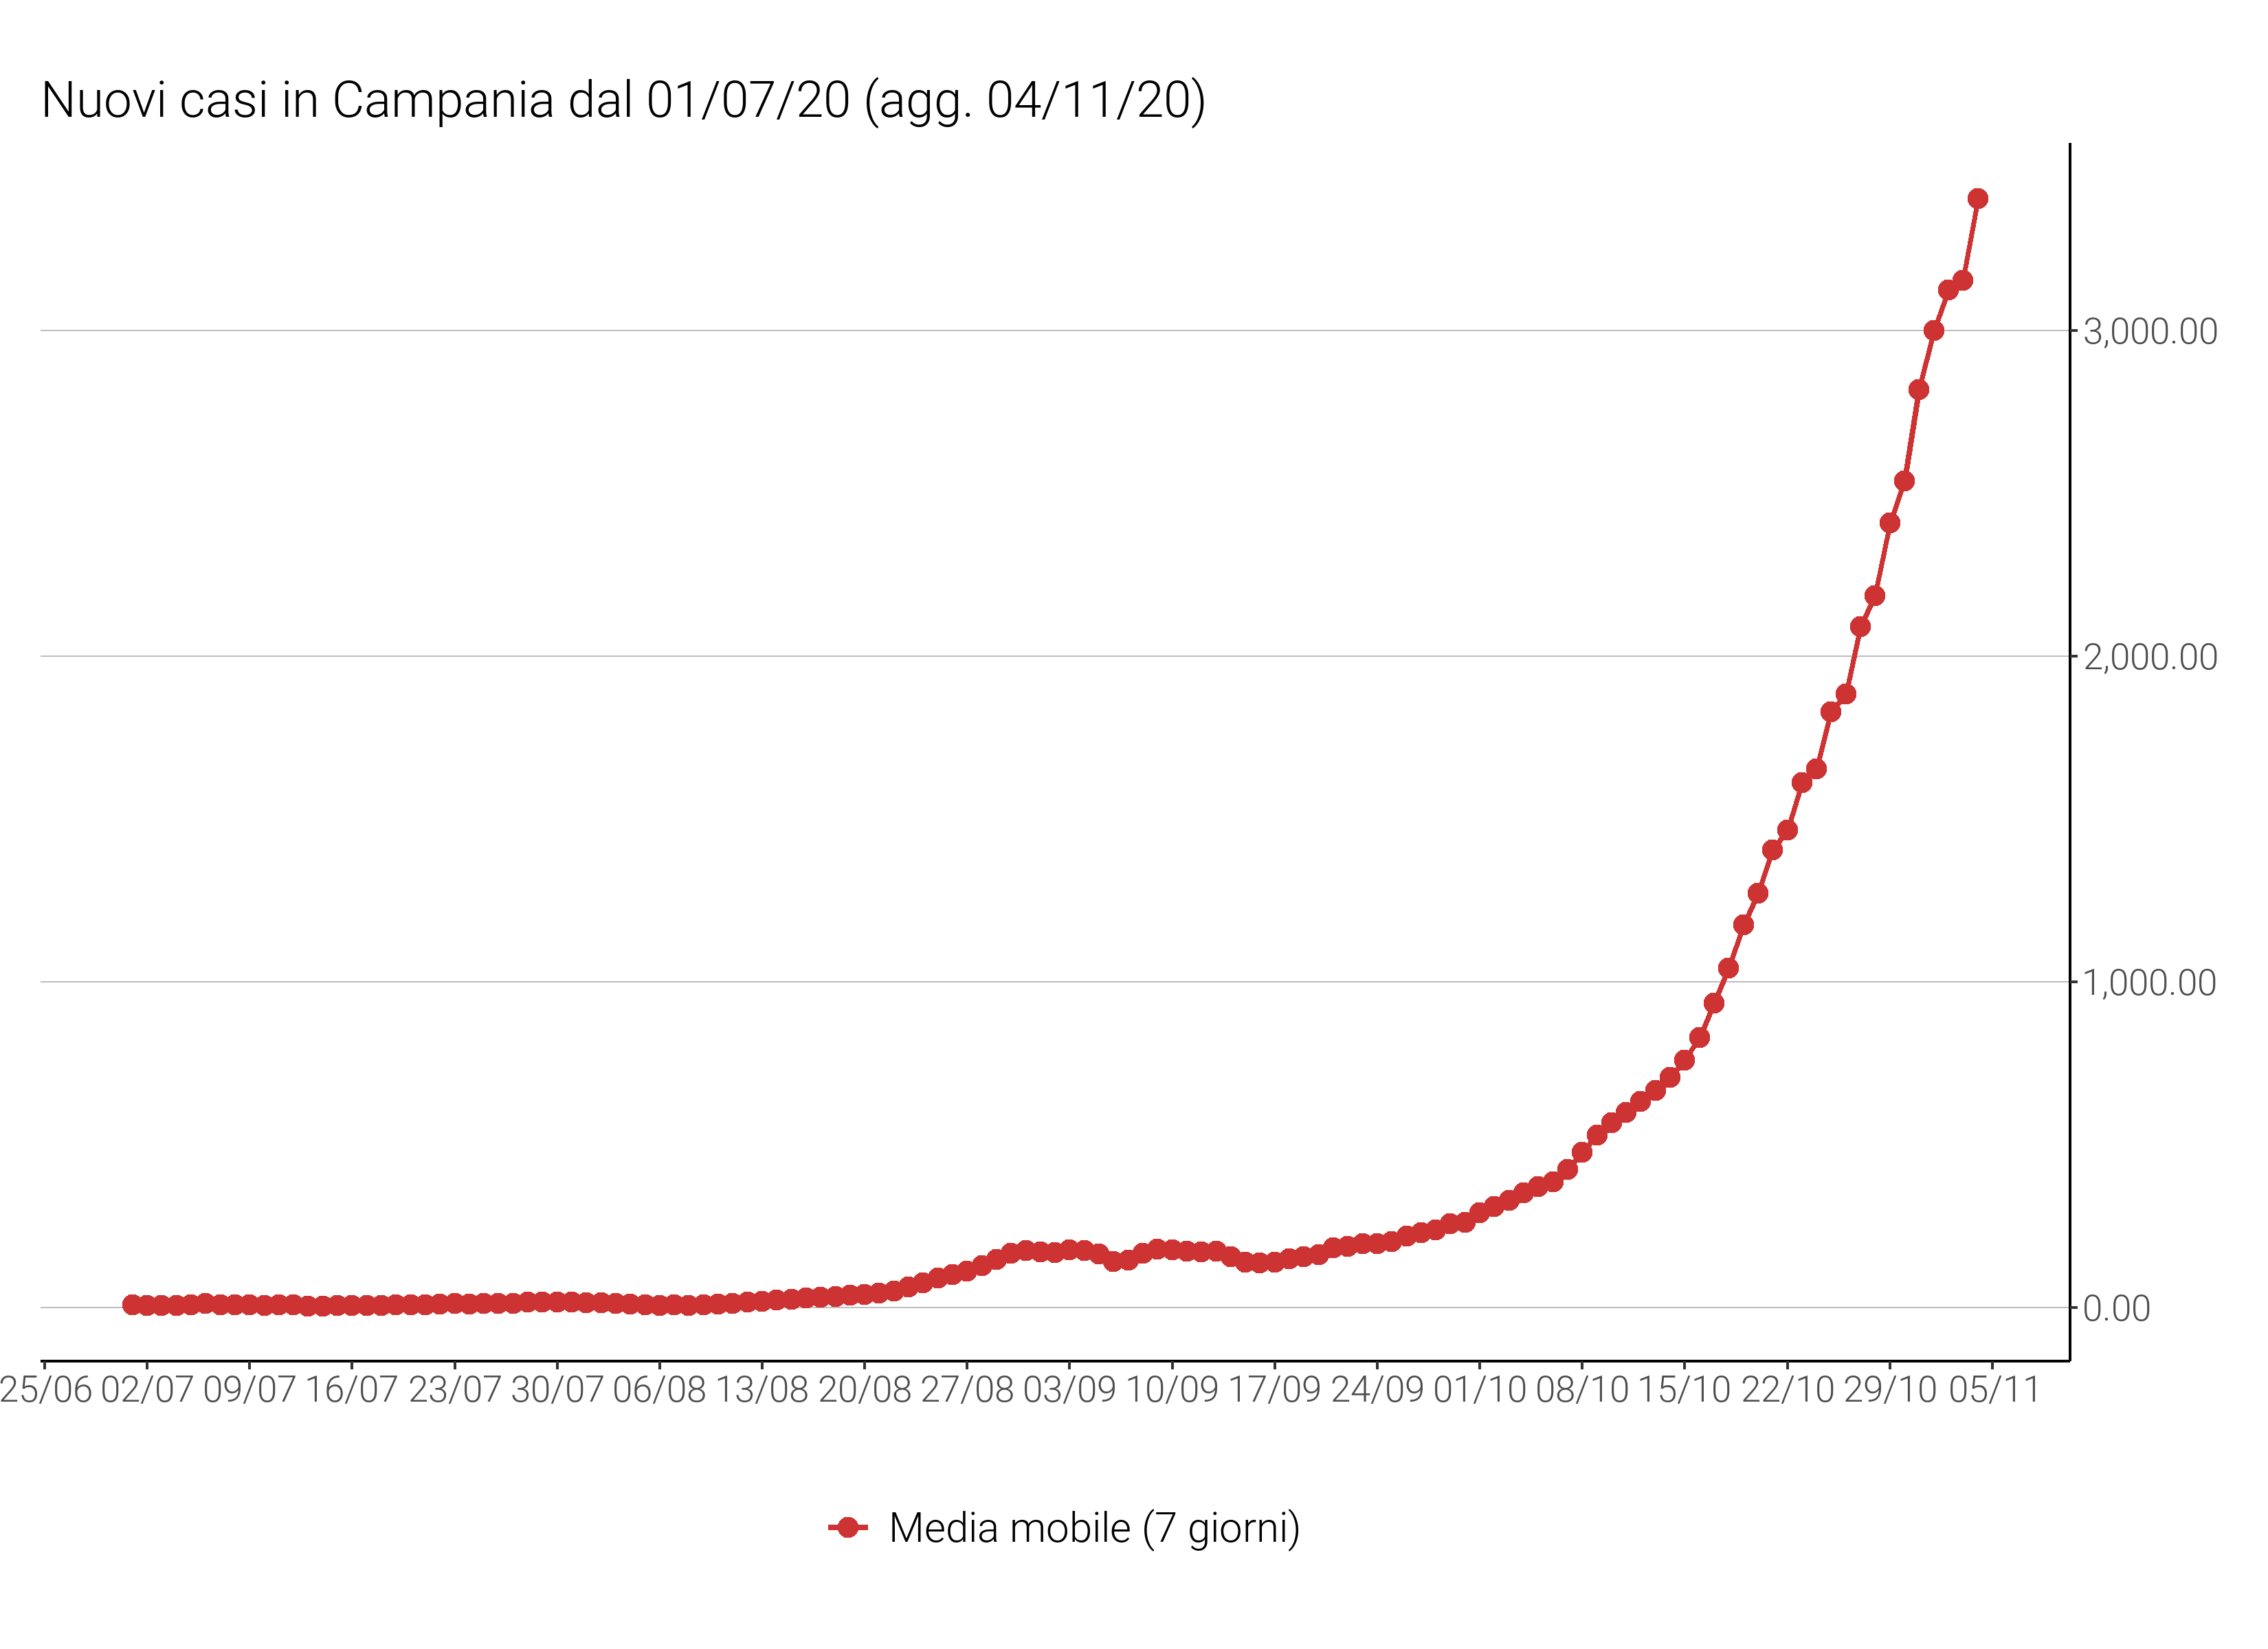 Nuovi casi in Campania dal 01/07/20 (agg. 04/11/20)
3,000.00
2,000.00
1,000.00
0.00
25/06 02/07 09/07 16/07 23/07 30/07 06/08 13/08 20/08 27/08 03/09 10/09 17/09 24/09 01/10 08/10 15/10 22/10 29/10 05/11
Media mobile (7 giorni)